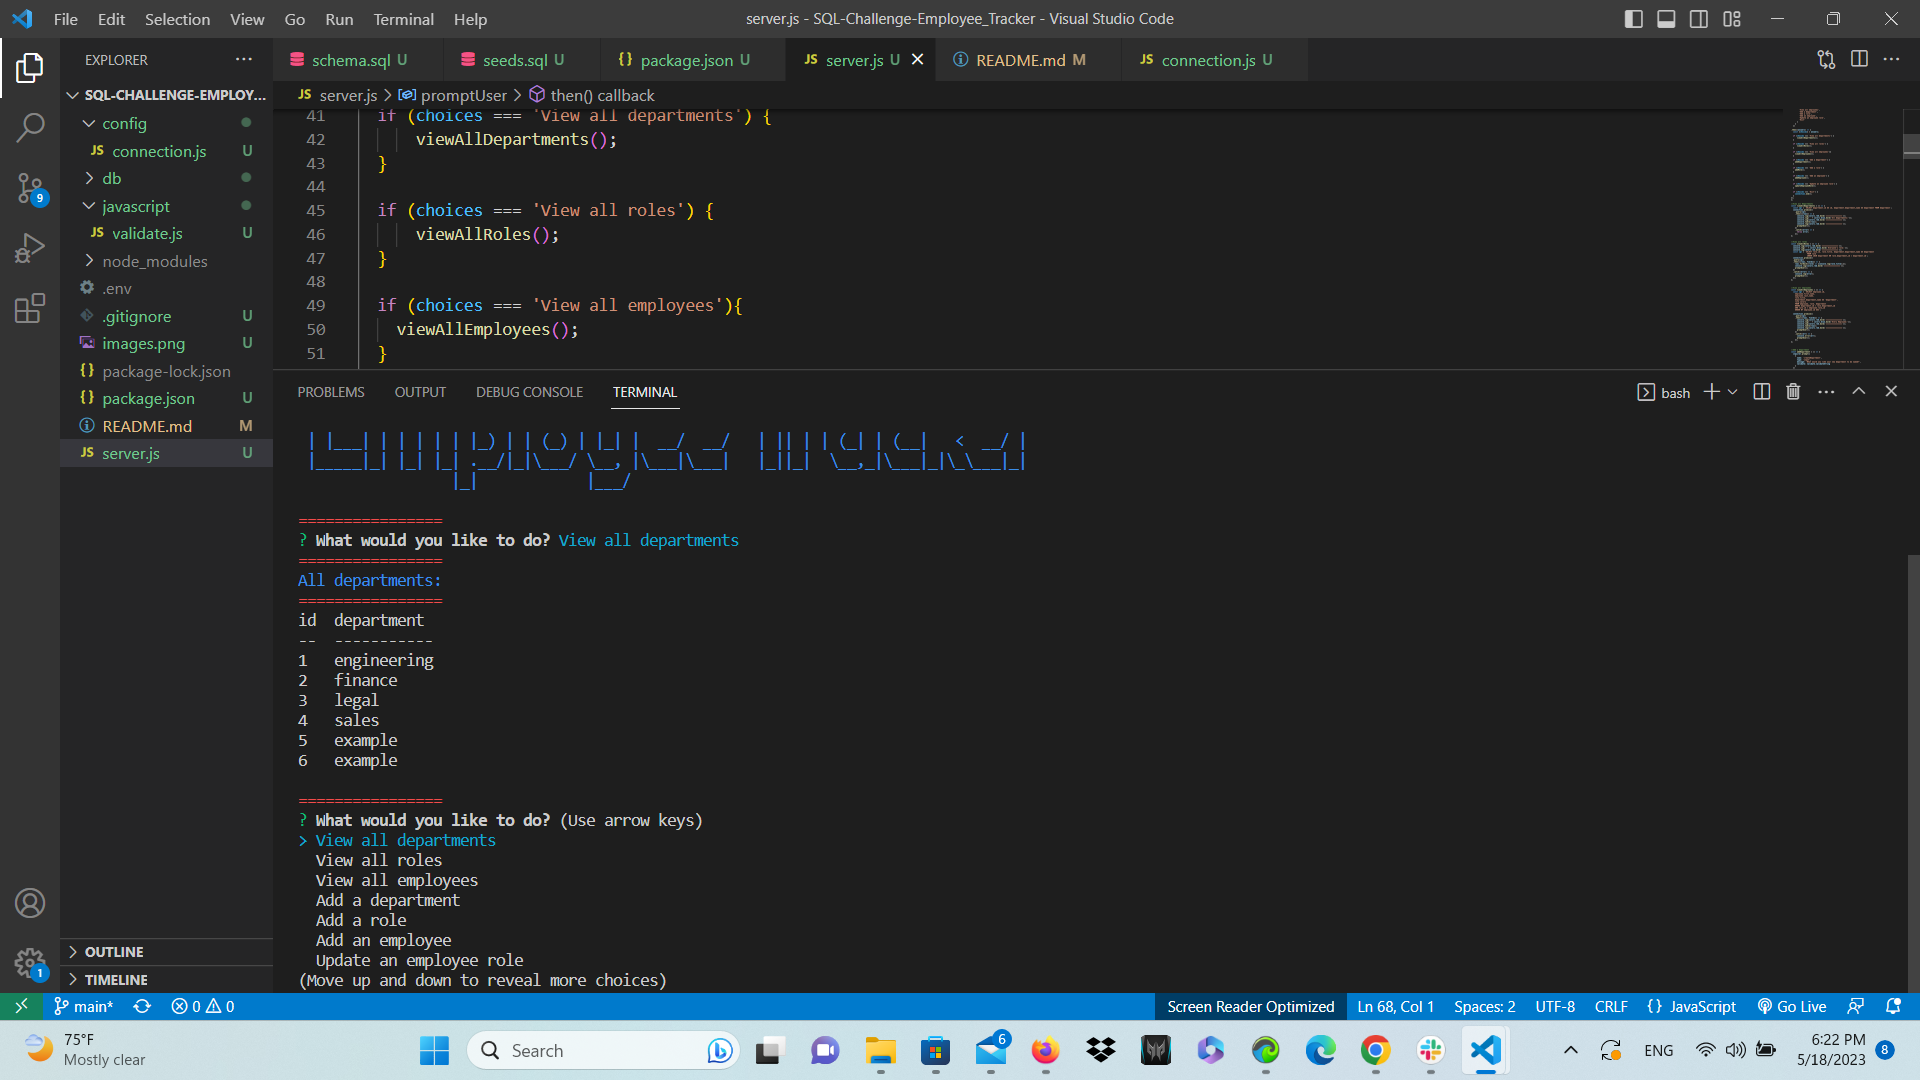 File Edit Selection View Go Run Terminal Help
server.js - SQL-Challenge-Employee_Tracker - Visual Studio Code
EXPLORER
SQL-CHALLENGE-EMPLOY...
config
JS connection.js U
db
javascript
JS validate.js U
node_modules
.env
.gitignore U
images.png U
{} package-lock.json
{} package.json U
README.md M
JS server.js U
OUTLINE
TIMELINE
9
1
schema.sql U
seeds.sql U
{} package.json U
JS server.js U
README.md M
JS connection.js U
JS server.js > promptUser > then() callback
41 if (choices === 'View all departments') {
42 viewAllDepartments();
43 }
44
45 if (choices === 'View all roles') {
46 viewAllRoles();
47 }
48
49 if (choices === 'View all employees'){
50 viewAllEmployees();
51 }
PROBLEMS OUTPUT DEBUG CONSOLE TERMINAL
bash
================
? What would you like to do? View all departments
================
All departments:
================
id department
-- -----------
1 engineering
2 finance
3 legal
4 sales
5 example
6 example
================
? What would you like to do? (Use arrow keys)
> View all departments
View all roles
View all employees
Add a department
Add a role
Add an employee
Update an employee role
(Move up and down to reveal more choices)
main* 0 0
Screen Reader Optimized Ln 68, Col 1 Spaces: 2 UTF-8 CRLF {} JavaScript Go Live
75°F
Mostly clear
Search
6
ENG
6:22 PM
5/18/2023
8